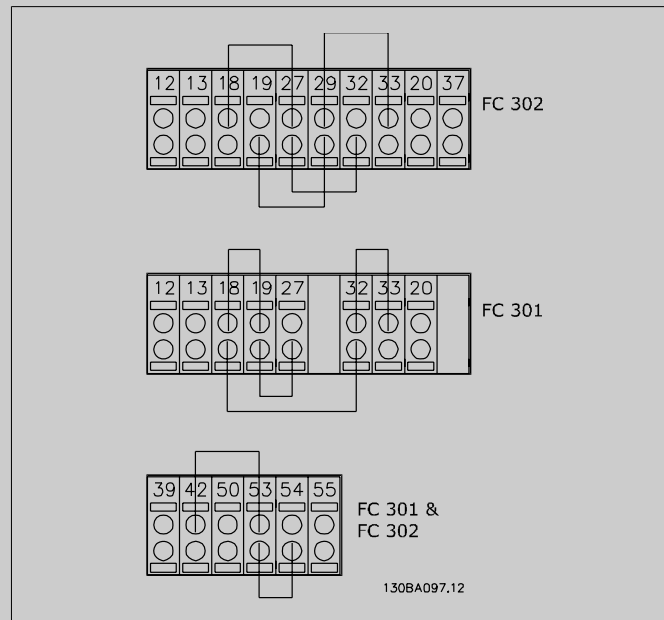 12 13 18 19 27 29 32 33 20 37
FC 302
12 13 18 19 27 32 33 20
FC 301
39 42 50 53 54 55
FC 301 &
FC 302
130BA097.12